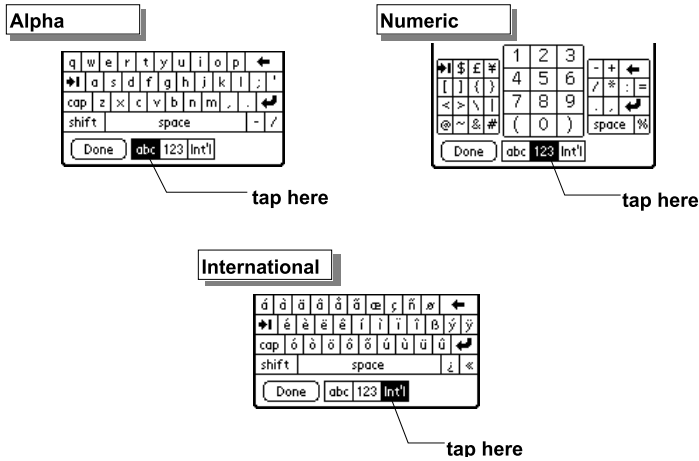 Alpha
q w e r t y u i o p
a s d f g h j k l ; '
cap z x c v b n m , .
shift space - /
Done abc 123 Int'l
tap here
Numeric
1 2 3
$ £ ¥ 4 5 6 - + 
[ ] { } 7 8 9 / * : =
< > \ | ( 0 ) . ,
@ ~ & # space %
Done abc 123 Int'l
tap here
International
á à ä â å ã æ ç ñ ø
é è ë ê í ì ï î ß ý ÿ
cap ó ò ö ô õ ú ù ü û
shift space ¿ «
Done abc 123 Int'l
tap here